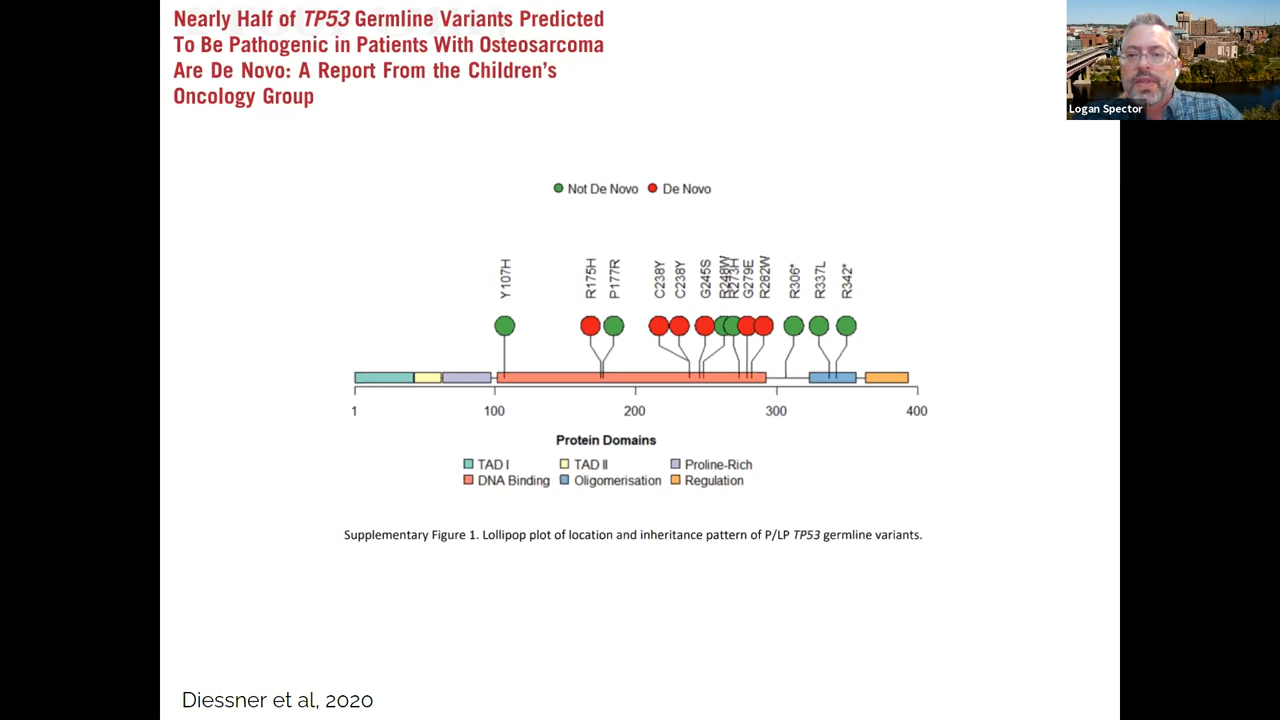 Nearly Half of TP53 Germline Variants Predicted
To Be Pathogenic in Patients With Osteosarcoma
Are De Novo: A Report From the Children's
Oncology Group
Logan Spector
Not De Novo De Novo
Y107H R175H P177R C238Y C238Y G245S R248W R273H G279E R282W R306* R337L R342*
1 100 200 300 400
Protein Domains
TAD I TAD II Proline-Rich
DNA Binding Oligomerisation Regulation
Supplementary Figure 1. Lollipop plot of location and inheritance pattern of P/LP TP53 germline variants.
Diessner et al, 2020